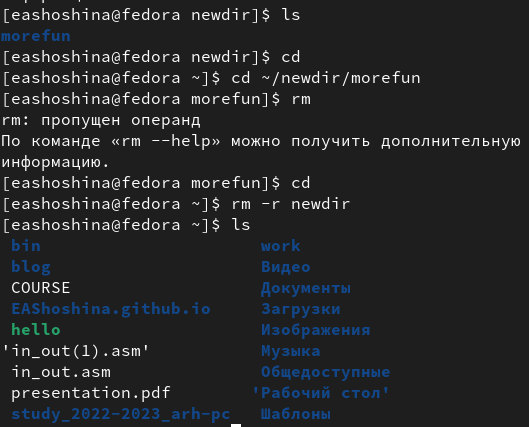 [eashoshina@fedora newdir]$ ls
morefun
[eashoshina@fedora newdir]$ cd
[eashoshina@fedora ~]$ cd ~/newdir/morefun
[eashoshina@fedora morefun]$ rm
rm: пропущен операнд
По команде «rm --help» можно получить дополнительную
информацию.
[eashoshina@fedora morefun]$ cd
[eashoshina@fedora ~]$ rm -r newdir
[eashoshina@fedora ~]$ ls
bin work
blog Видео
COURSE Документы
EAShoshina.github.io Загрузки
hello Изображения
'in_out(1).asm' Музыка
in_out.asm Общедоступные
presentation.pdf 'Рабочий стол'
study_2022-2023_arh-pc Шаблоны